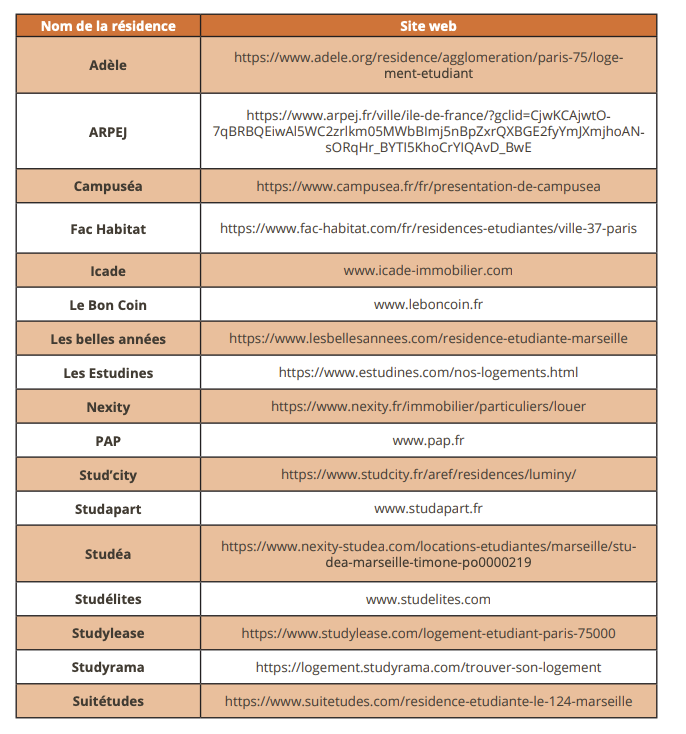 Nom de la résidence
Site web
Adèle
https://www.adele.org/residence/agglomeration/paris-75/loge-
ment-etudiant
ARPEJ
https://www.arpej.fr/ville/ile-de-france/?gclid=CjwKCAjwtO-
7qBRBQEiwAl5WC2zrlkm05MWbBImj5nBpZxrQXBGE2fyYmJXmjhoAN-
sORqHr_BYTI5KhoCrYIQAvD_BwE
Campuséa
https://www.campusea.fr/fr/presentation-de-campusea
Fac Habitat
https://www.fac-habitat.com/fr/residences-etudiantes/ville-37-paris
Icade
www.icade-immobilier.com
Le Bon Coin
www.leboncoin.fr
Les belles années
https://www.lesbellesannees.com/residence-etudiante-marseille
Les Estudines
https://www.estudines.com/nos-logements.html
Nexity
https://www.nexity.fr/immobilier/particuliers/louer
PAP
www.pap.fr
Stud’city
https://www.studcity.fr/aref/residences/luminy/
Studapart
www.studapart.fr
Studéa
https://www.nexity-studea.com/locations-etudiantes/marseille/stu-
dea-marseille-timone-po0000219
Studélites
www.studelites.com
Studylease
https://www.studylease.com/logement-etudiant-paris-75000
Studyrama
https://logement.studyrama.com/trouver-son-logement
Suitétudes
https://www.suitetudes.com/residence-etudiante-le-124-marseille